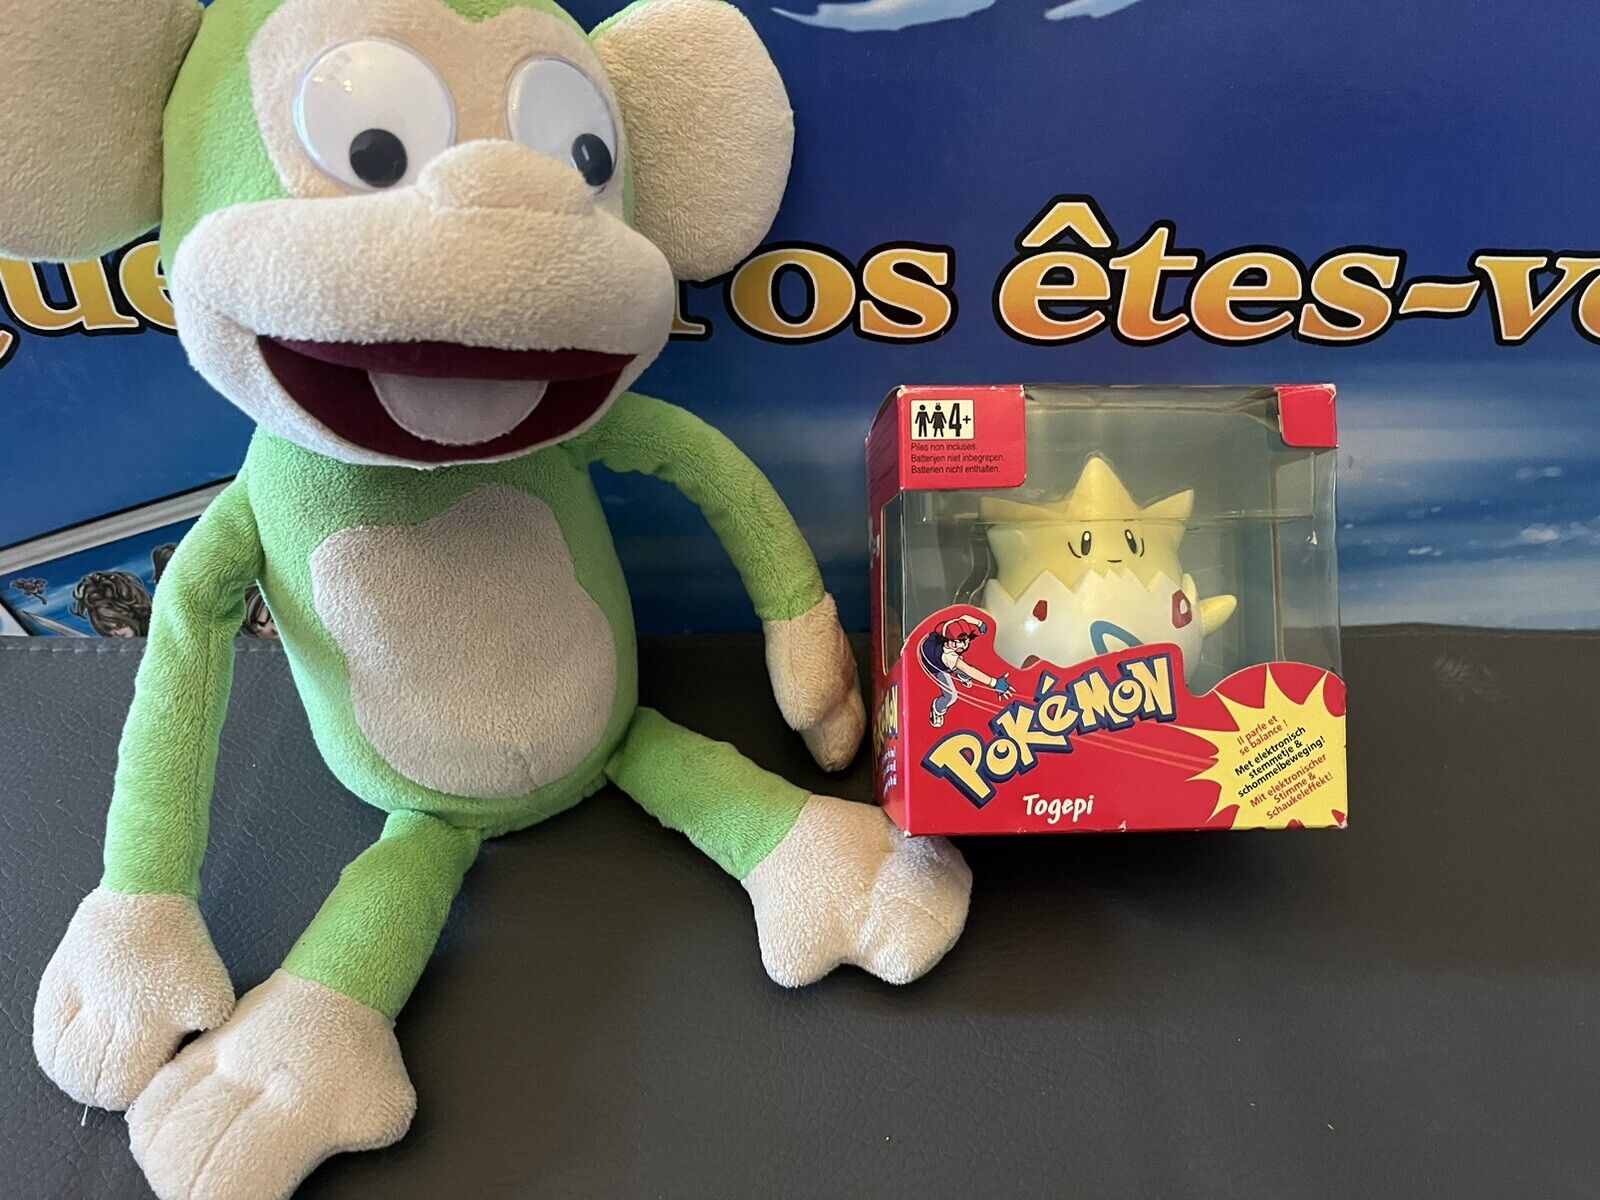 ros êtes-v
4+
Piles non incluses.
Batterijen niet inbegrepen.
Batterien nicht enthalten.
Pokémon
Togepi
Il parle et
se balance !
Met elektronisch
stemmetje &
schommelbeweging!
Mit elektronischer
Stimme &
Schaukeleffekt!